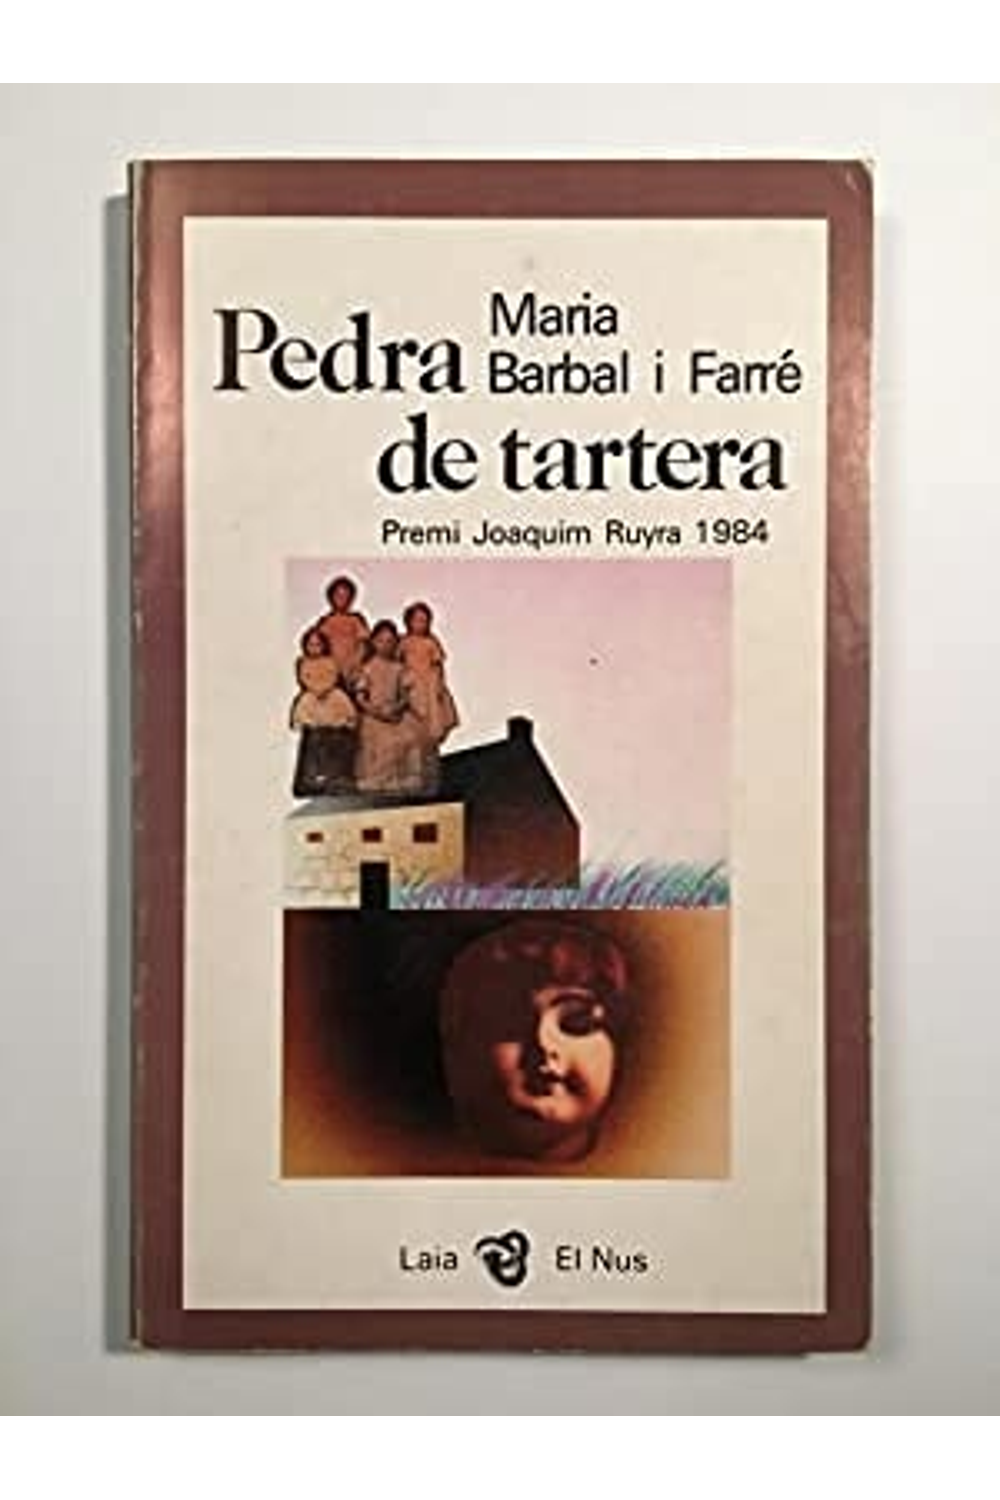 Pedra
Maria
Barbal i Farré
de tartera
Premi Joaquim Ruyra 1984
Laia El Nus